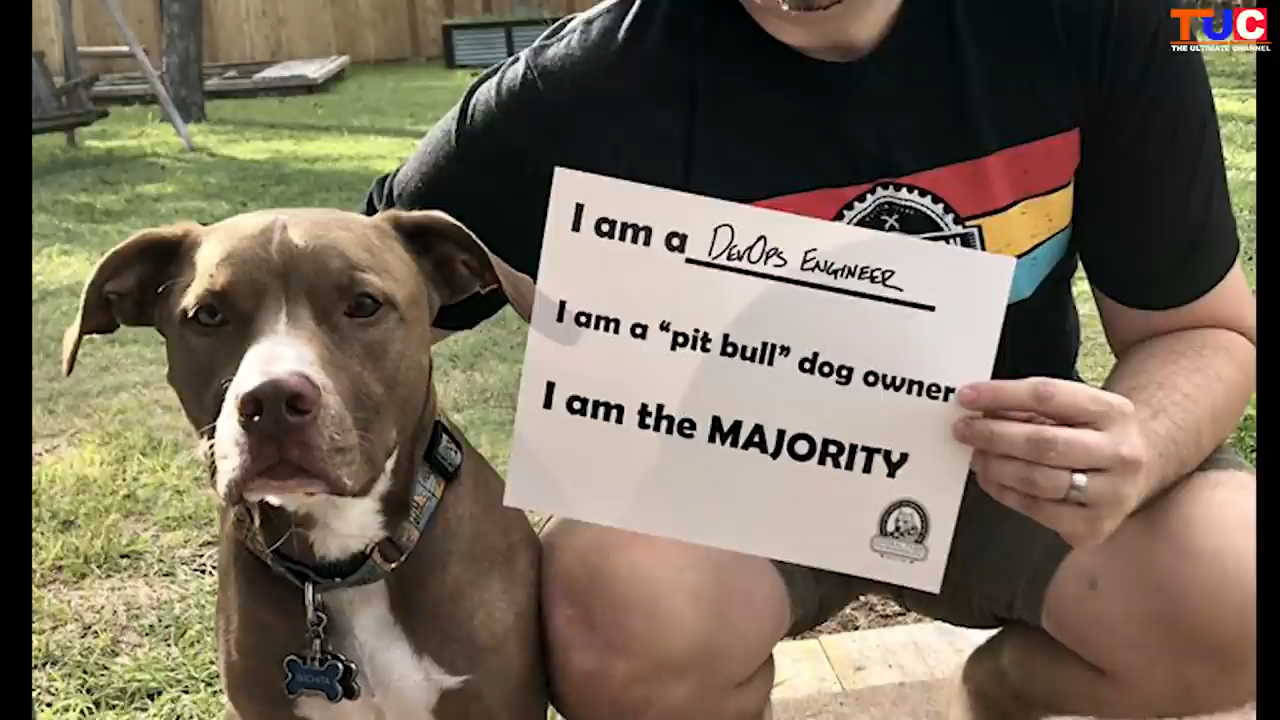 TUC
THE ULTIMATE CHANNEL
I am a DevOps Engineer
I am a “pit bull” dog owner
I am the MAJORITY